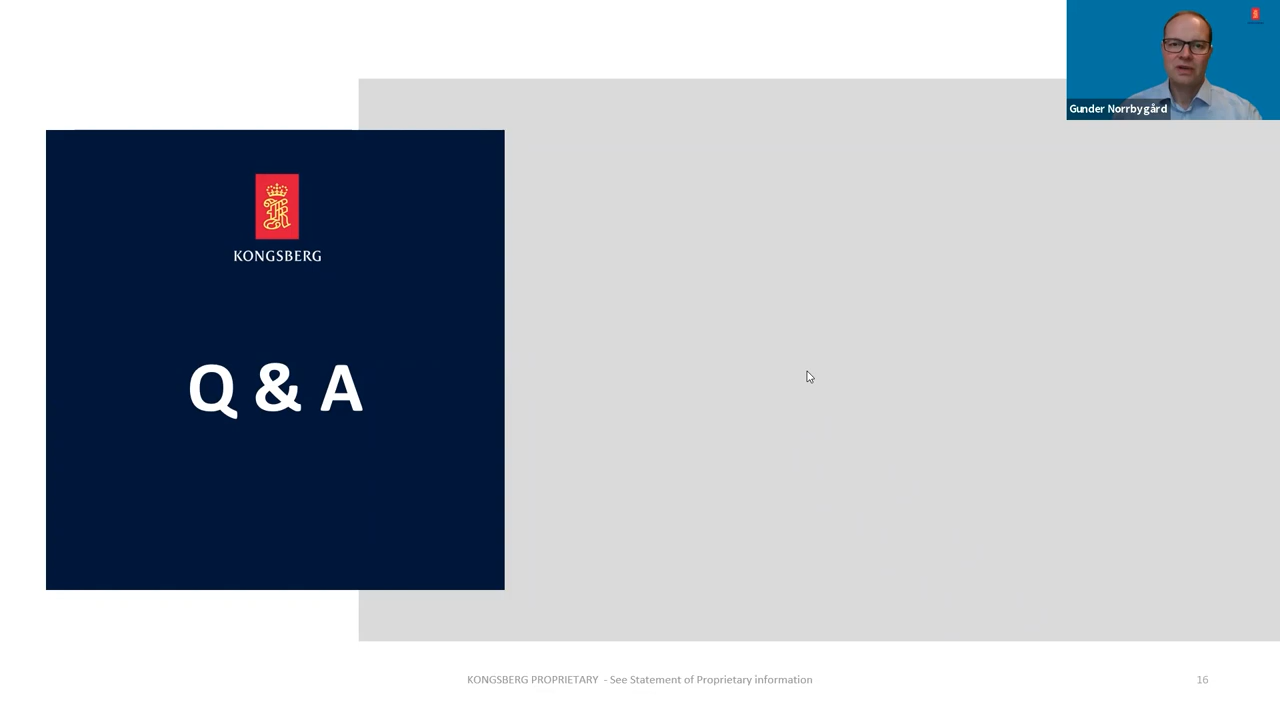 Gunder Norrbygård
KONGSBERG
Q & A
KONGSBERG PROPRIETARY - See Statement of Proprietary information
16